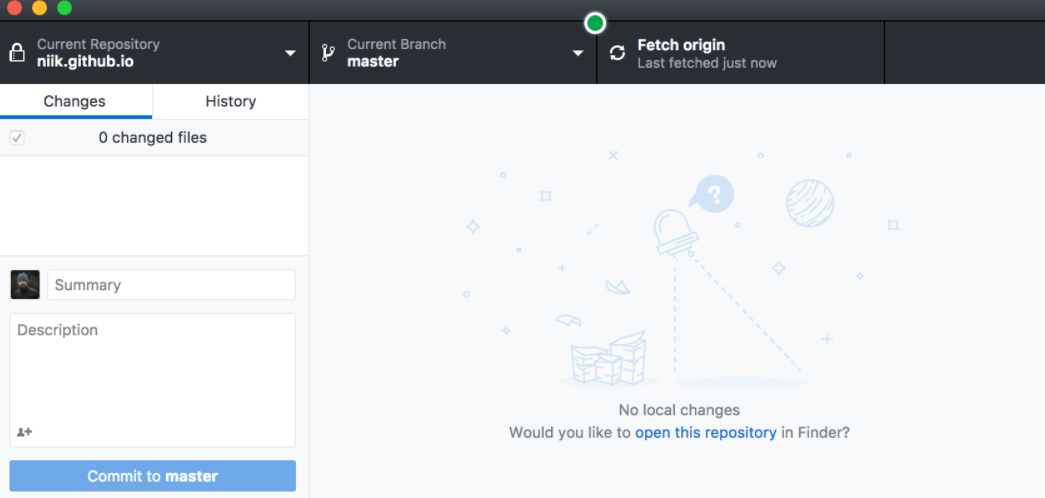 Current Repository
niik.github.io
Current Branch
master
Fetch origin
Last fetched just now
Changes
History
0 changed files
?
Summary
Description
Commit to master
No local changes
Would you like to open this repository in Finder?